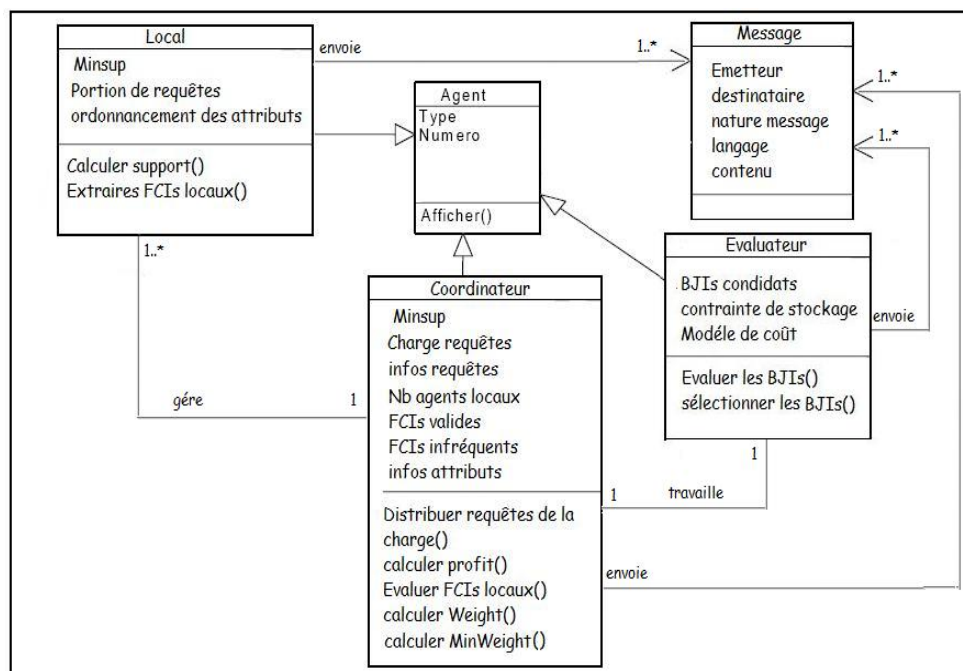 Local
Minsup
Portion de requêtes
ordonnancement des attributs
Calculer support()
Extraires FCIs locaux()
envoie
1..*
Message
Emetteur
destinataire
nature message
langage
contenu
1..*
1..*
Agent
Type
Numero
Afficher()
Evaluateur
BJIs condidats
contrainte de stockage
Modéle de coût
Evaluer les BJIs()
sélectionner les BJIs()
envoie
1..*
gére
1
Coordinateur
Minsup
Charge requêtes
infos requêtes
Nb agents locaux
FCIs valides
FCIs infréquents
infos attributs
Distribuer requêtes de la
charge()
calculer profit()
Evaluer FCIs locaux()
calculer Weight()
calculer MinWeight()
1
travaille
1
envoie